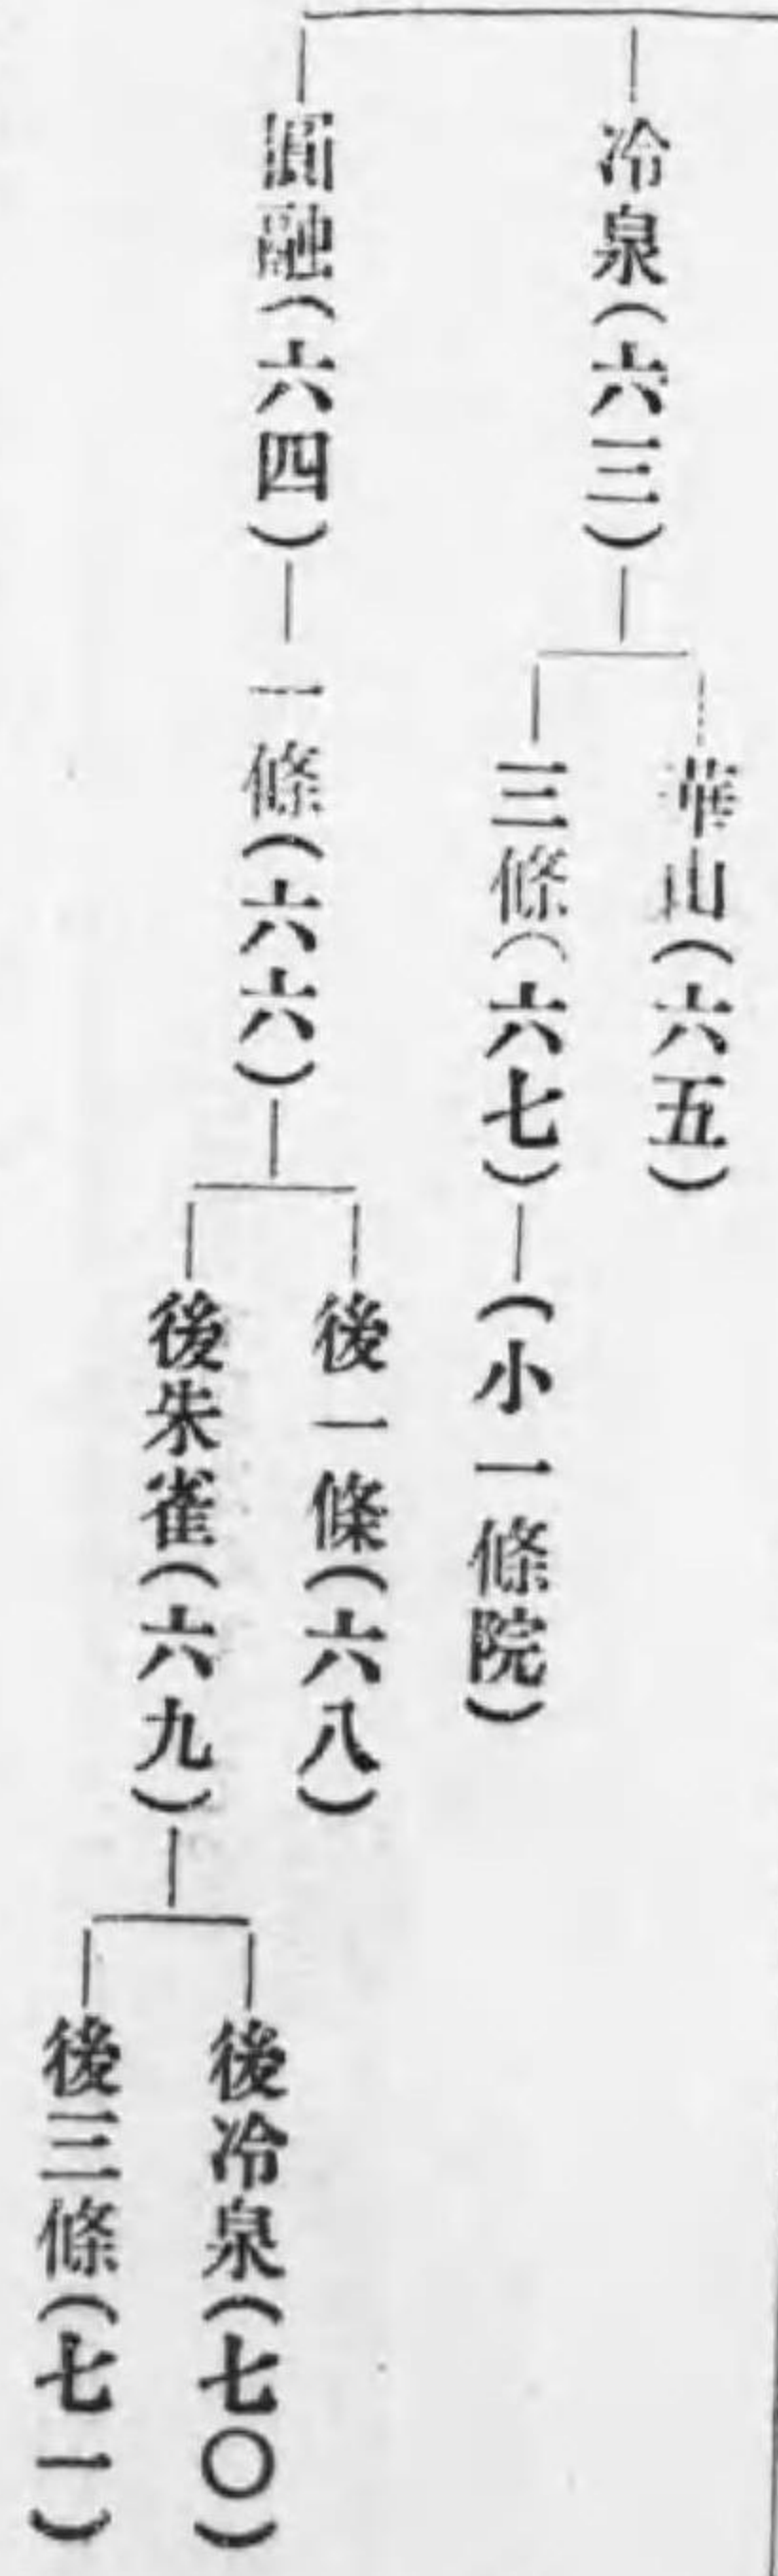 冷泉(六三)
華山(六五)
三條(六七)
(小一條院)
圓融(六四)
一條(六六)
後一條(六八)
後朱雀(六九)
後冷泉(七〇)
後三條(七一)